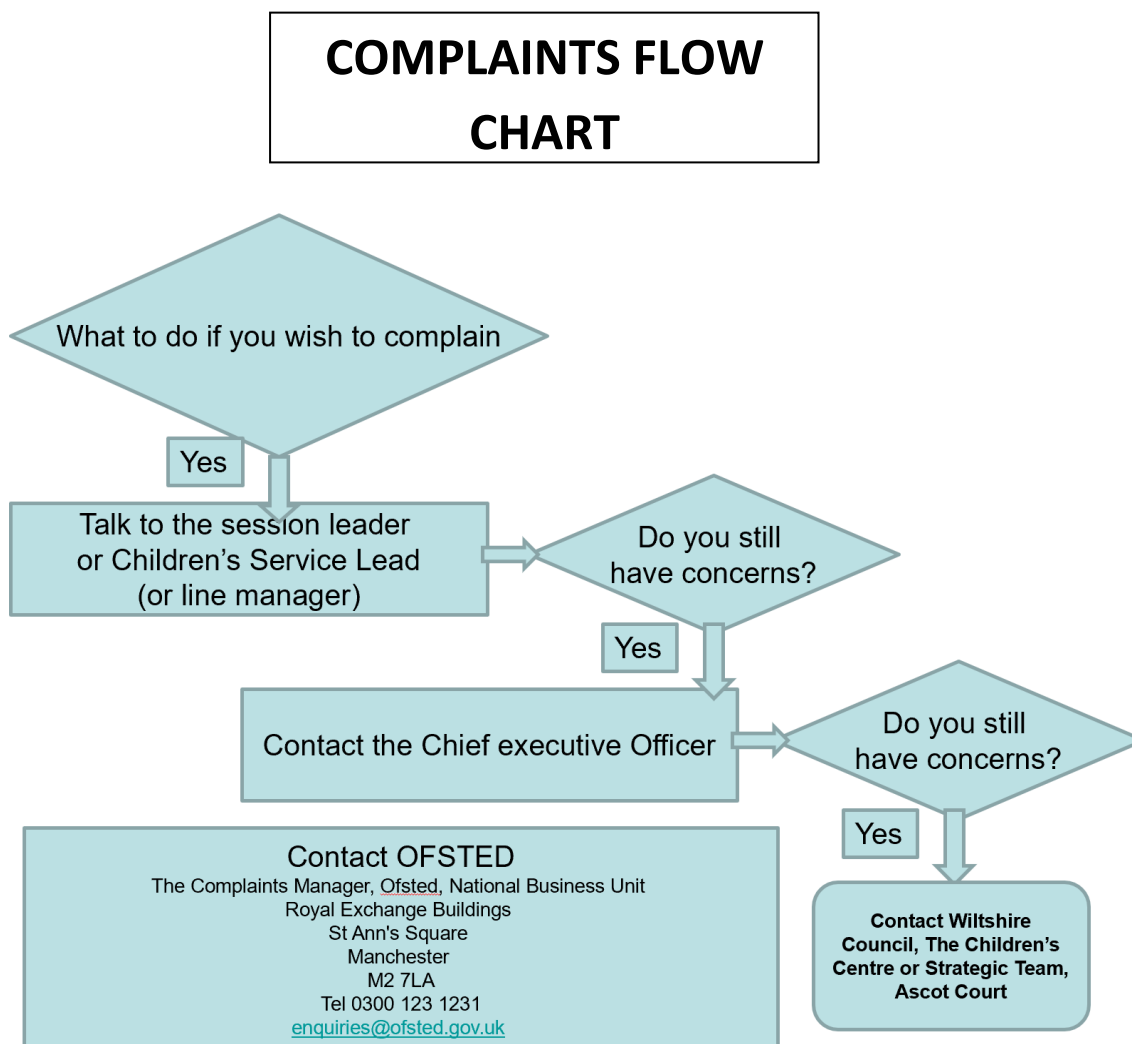 COMPLAINTS FLOW
CHART
What to do if you wish to complain
Yes
Talk to the session leader
or Children’s Service Lead
(or line manager)
Do you still
have concerns?
Yes
Contact the Chief executive Officer
Do you still
have concerns?
Yes
Contact Wiltshire
Council, The Children’s
Centre or Strategic Team,
Ascot Court
Contact OFSTED
The Complaints Manager, Ofsted, National Business Unit
Royal Exchange Buildings
St Ann's Square
Manchester
M2 7LA
Tel 0300 123 1231
enquiries@ofsted.gov.uk